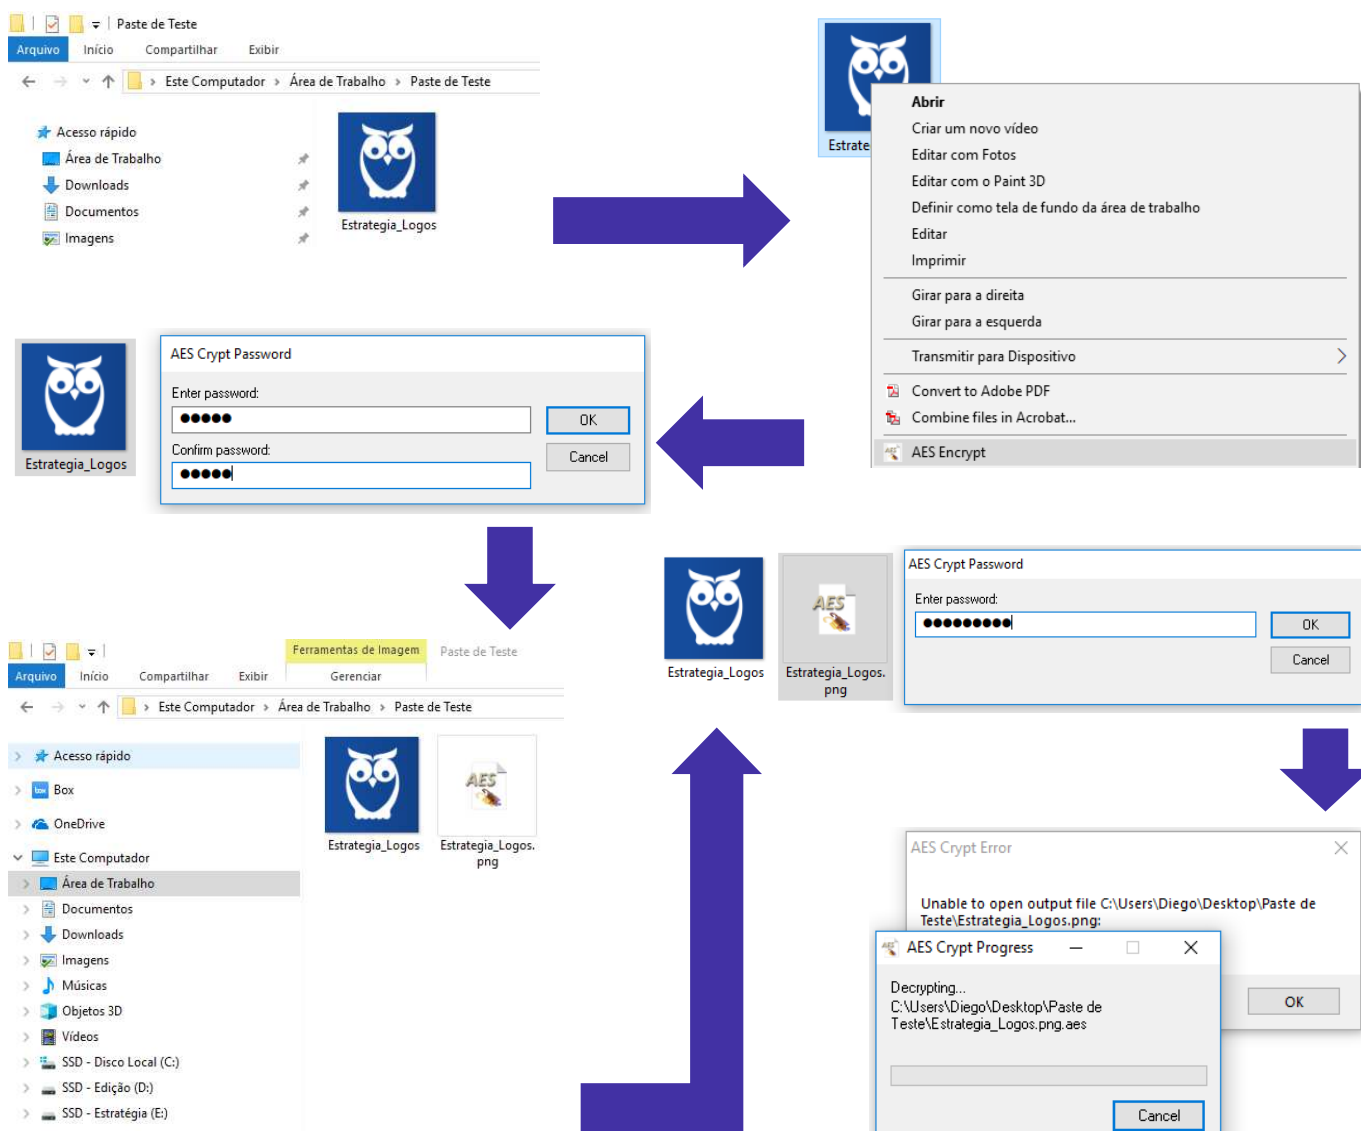 Paste de Teste
Arquivo Início Compartilhar Exibir
Este Computador > Área de Trabalho > Paste de Teste
Acesso rápido
Área de Trabalho
Downloads
Documentos
Imagens
Estrategia_Logos
Estrate
Abrir
Criar um novo vídeo
Editar com Fotos
Editar com o Paint 3D
Definir como tela de fundo da área de trabalho
Editar
Imprimir
Girar para a direita
Girar para a esquerda
Transmitir para Dispositivo
Convert to Adobe PDF
Combine files in Acrobat...
AES Encrypt
Estrategia_Logos
AES Crypt Password
Enter password:
OK
Confirm password:
Cancel
Ferramentas de Imagem Paste de Teste
Arquivo Início Compartilhar Exibir Gerenciar
Este Computador > Área de Trabalho > Paste de Teste
Acesso rápido
Box
OneDrive
Este Computador
Área de Trabalho
Documentos
Downloads
Imagens
Músicas
Objetos 3D
Vídeos
SSD - Disco Local (C:)
SSD - Edição (D:)
SSD - Estratégia (E:)
Estrategia_Logos
AES
Estrategia_Logos.
png
Estrategia_Logos
AES
Estrategia_Logos.
png
AES Crypt Password
Enter password:
OK
Cancel
AES Crypt Error
Unable to open output file C:\Users\Diego\Desktop\Paste de
Teste\Estrategia_Logos.png:
OK
AES Crypt Progress
Decrypting...
C:\Users\Diego\Desktop\Paste de
Teste\Estrategia_Logos.png.aes
Cancel